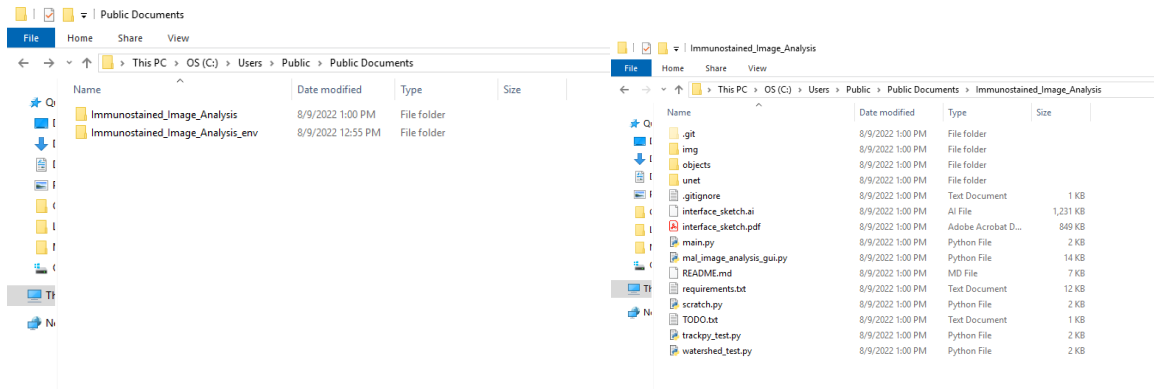 Public Documents
File Home Share View
This PC > OS (C:) > Users > Public > Public Documents
Name Date modified Type Size
Immunostained_Image_Analysis 8/9/2022 1:00 PM File folder
Immunostained_Image_Analysis_env 8/9/2022 12:55 PM File folder
Immunostained_Image_Analysis
File Home Share View
This PC > OS (C:) > Users > Public > Public Documents > Immunostained_Image_Analysis
Name Date modified Type Size
.git 8/9/2022 1:00 PM File folder
img 8/9/2022 1:00 PM File folder
objects 8/9/2022 1:00 PM File folder
unet 8/9/2022 1:00 PM File folder
.gitignore 8/9/2022 1:00 PM Text Document 1 KB
interface_sketch.ai 8/9/2022 1:00 PM AI File 1,231 KB
interface_sketch.pdf 8/9/2022 1:00 PM Adobe Acrobat D... 849 KB
main.py 8/9/2022 1:00 PM Python File 2 KB
mal_image_analysis_gui.py 8/9/2022 1:00 PM Python File 14 KB
README.md 8/9/2022 1:00 PM MD File 7 KB
requirements.txt 8/9/2022 1:00 PM Text Document 12 KB
scratch.py 8/9/2022 1:00 PM Python File 2 KB
TODO.txt 8/9/2022 1:00 PM Text Document 1 KB
trackpy_test.py 8/9/2022 1:00 PM Python File 2 KB
watershed_test.py 8/9/2022 1:00 PM Python File 2 KB